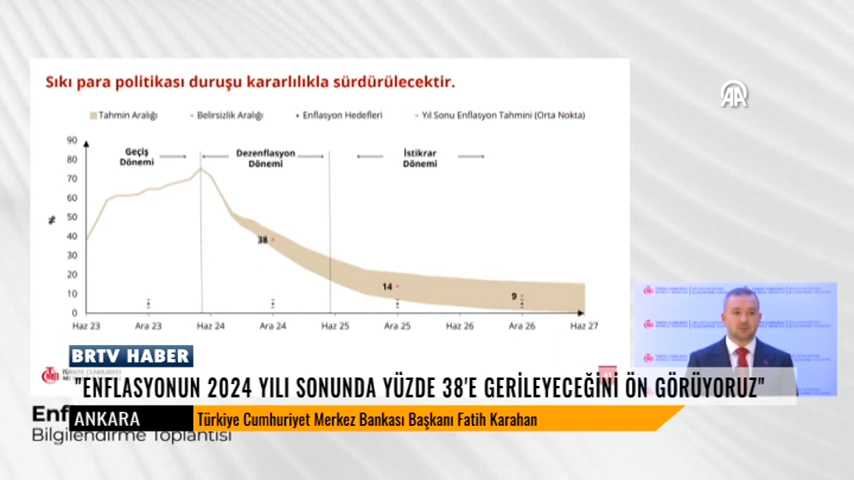 Sıkı para politikası duruşu kararlılıkla sürdürülecektir.
AA
Tahmin Aralığı
Belirsizlik Aralığı
Enflasyon Hedefleri
Yıl Sonu Enflasyon Tahmini (Orta Nokta)
90
80
70
60
50
40
30
20
10
0
%
Geçiş
Dönemi
Dezenflasyon
Dönemi
İstikrar
Dönemi
38
14
9
Haz 23
Ara 23
Haz 24
Ara 24
Haz 25
Ara 25
Haz 26
Ara 26
Haz 27
BRTV HABER
"ENFLASYONUN 2024 YILI SONUNDA YÜZDE 38'E GERİLEYECEĞİNİ ÖN GÖRÜYORUZ"
ANKARA
Türkiye Cumhuriyet Merkez Bankası Başkanı Fatih Karahan
Bilgilendirme Toplantısı